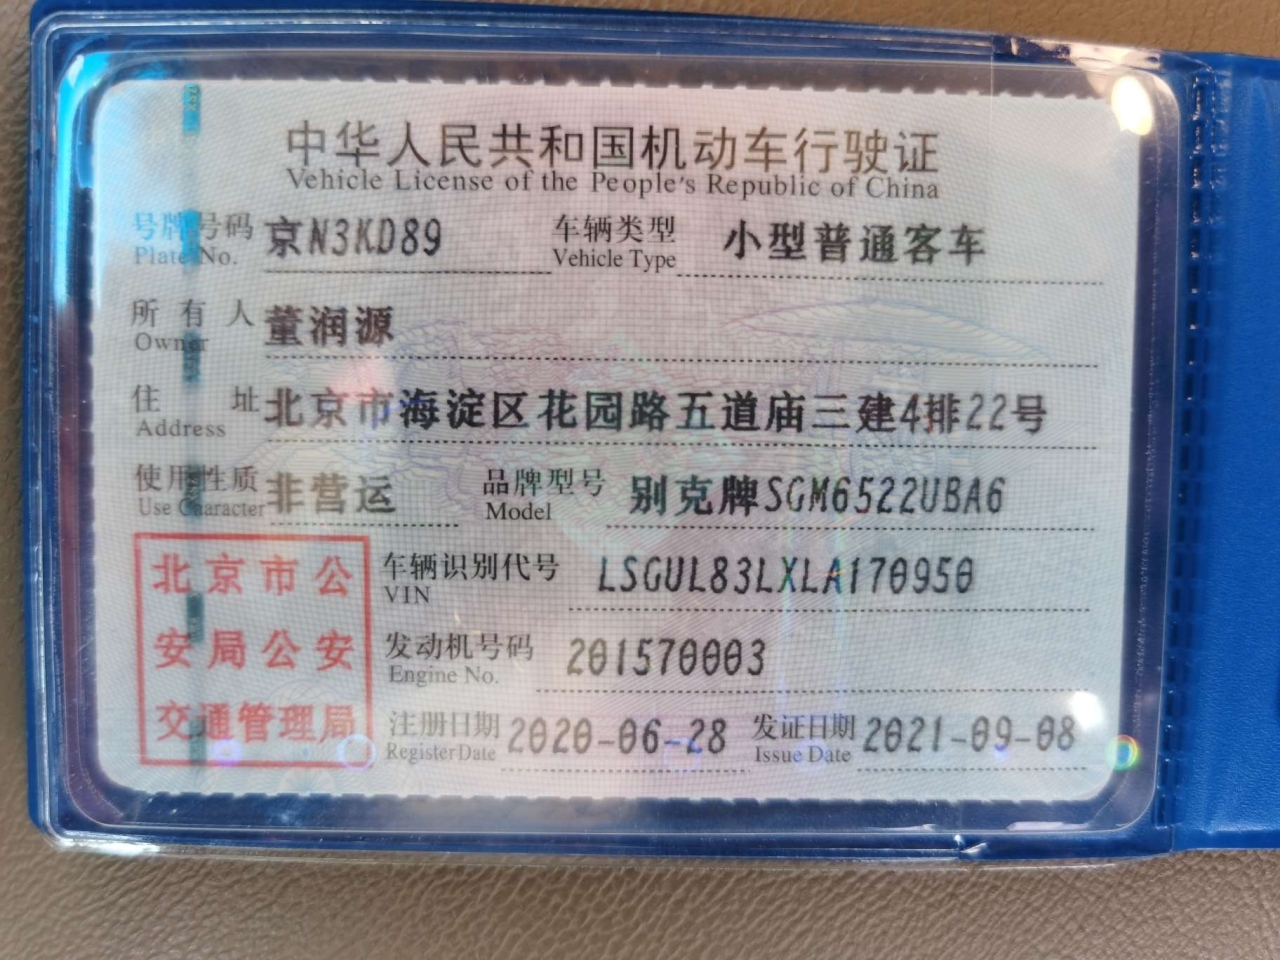 中华人民共和国机动车行驶证
Vehicle License of the People's Republic of China
号牌号码 京N3KD89 车辆类型 小型普通客车
Plate No. Vehicle Type
所有人 董润源
Owner
住址 北京市海淀区花园路五道庙三建4排22号
Address
使用性质 非营运 品牌型号 别克牌SGM6522UBA6
Use Character Model
北京市公
安局公安
交通管理局
车辆识别代号 LSGUL83LXLA170950
VIN
发动机号码 201570003
Engine No.
注册日期 2020-06-28 发证日期 2021-09-08
Register Date Issue Date